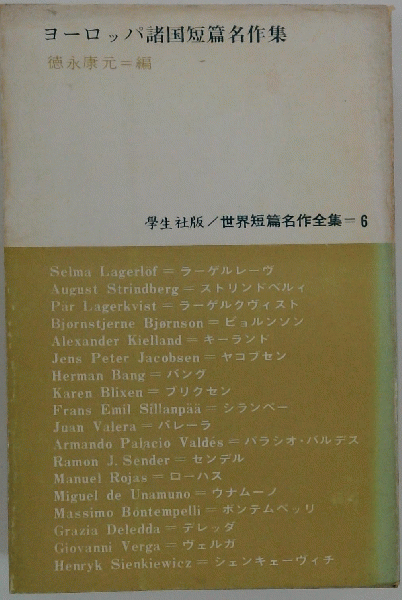 ヨーロッパ諸国短篇名作集
徳永康元＝編
學生社版／世界短篇名作全集＝6
Selma Lagerlöf＝ラーゲルレーヴ
August Strindberg＝ストリンドベルィ
Pär Lagerkvist＝ラーゲルクヴィスト
Bjørnstjerne Bjørnson＝ビョルンソン
Alexander Kielland＝キーランド
Jens Peter Jacobsen＝ヤコブセン
Herman Bang＝バング
Karen Blixen＝ブリクセン
Frans Emil Sillanpää＝シランペー
Juan Valera＝バレーラ
Armando Palacio Valdés＝パラシオ・バルデス
Ramon J. Sender＝センデル
Manuel Rojas＝ローハス
Miguel de Unamuno＝ウナムーノ
Massimo Bontempelli＝ボンテムペッリ
Grazia Deledda＝デレッダ
Giovanni Verga＝ヴェルガ
Henryk Sienkiewicz＝シェンキェーヴィチ